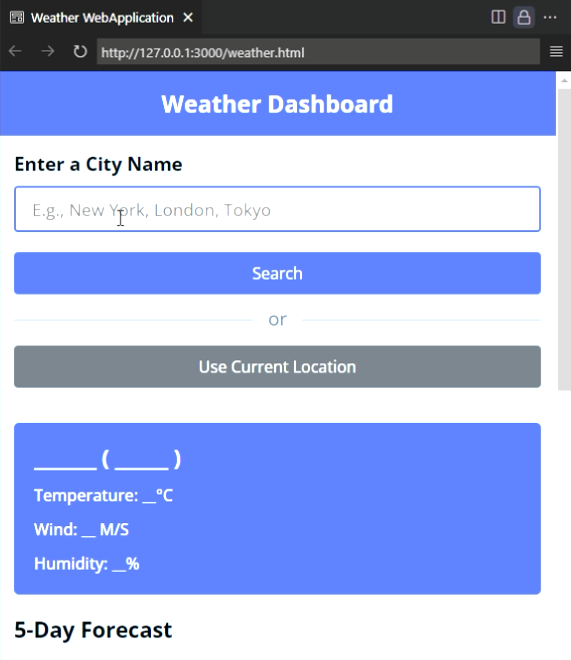 Weather WebApplication
http://127.0.0.1:3000/weather.html
Weather Dashboard
Enter a City Name
E.g., New York, London, Tokyo
Search
or
Use Current Location
______ ( _____ )
Temperature: __°C
Wind: __ M/S
Humidity: __%
5-Day Forecast